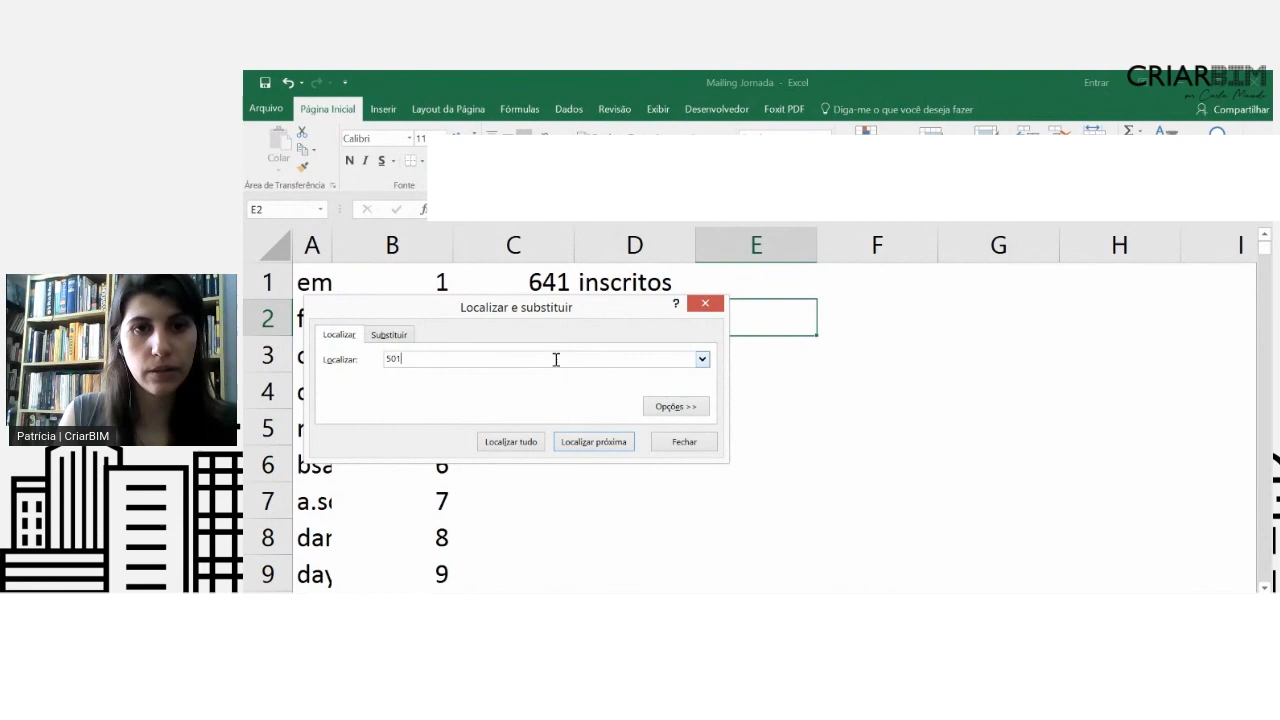 CRIARBIM
Mailing Jornada - Excel
Entrar
Arquivo Página Inicial Inserir Layout da Página Fórmulas Dados Revisão Exibir Desenvolvedor Foxit PDF Diga-me o que você deseja fazer
Compartilhar
Colar
Calibri 11
N I S
Área de Transferência Fonte
E2
A B C D E F G H I
1 em 1 641 inscritos
2
3
4
5
6 bsa 6
7 a.so 7
8 dar 8
9 day 9
Localizar e substituir
Localizar Substituir
Localizar: 501
Opções >>
Localizar tudo Localizar próxima Fechar
Patrícia | CriarBIM